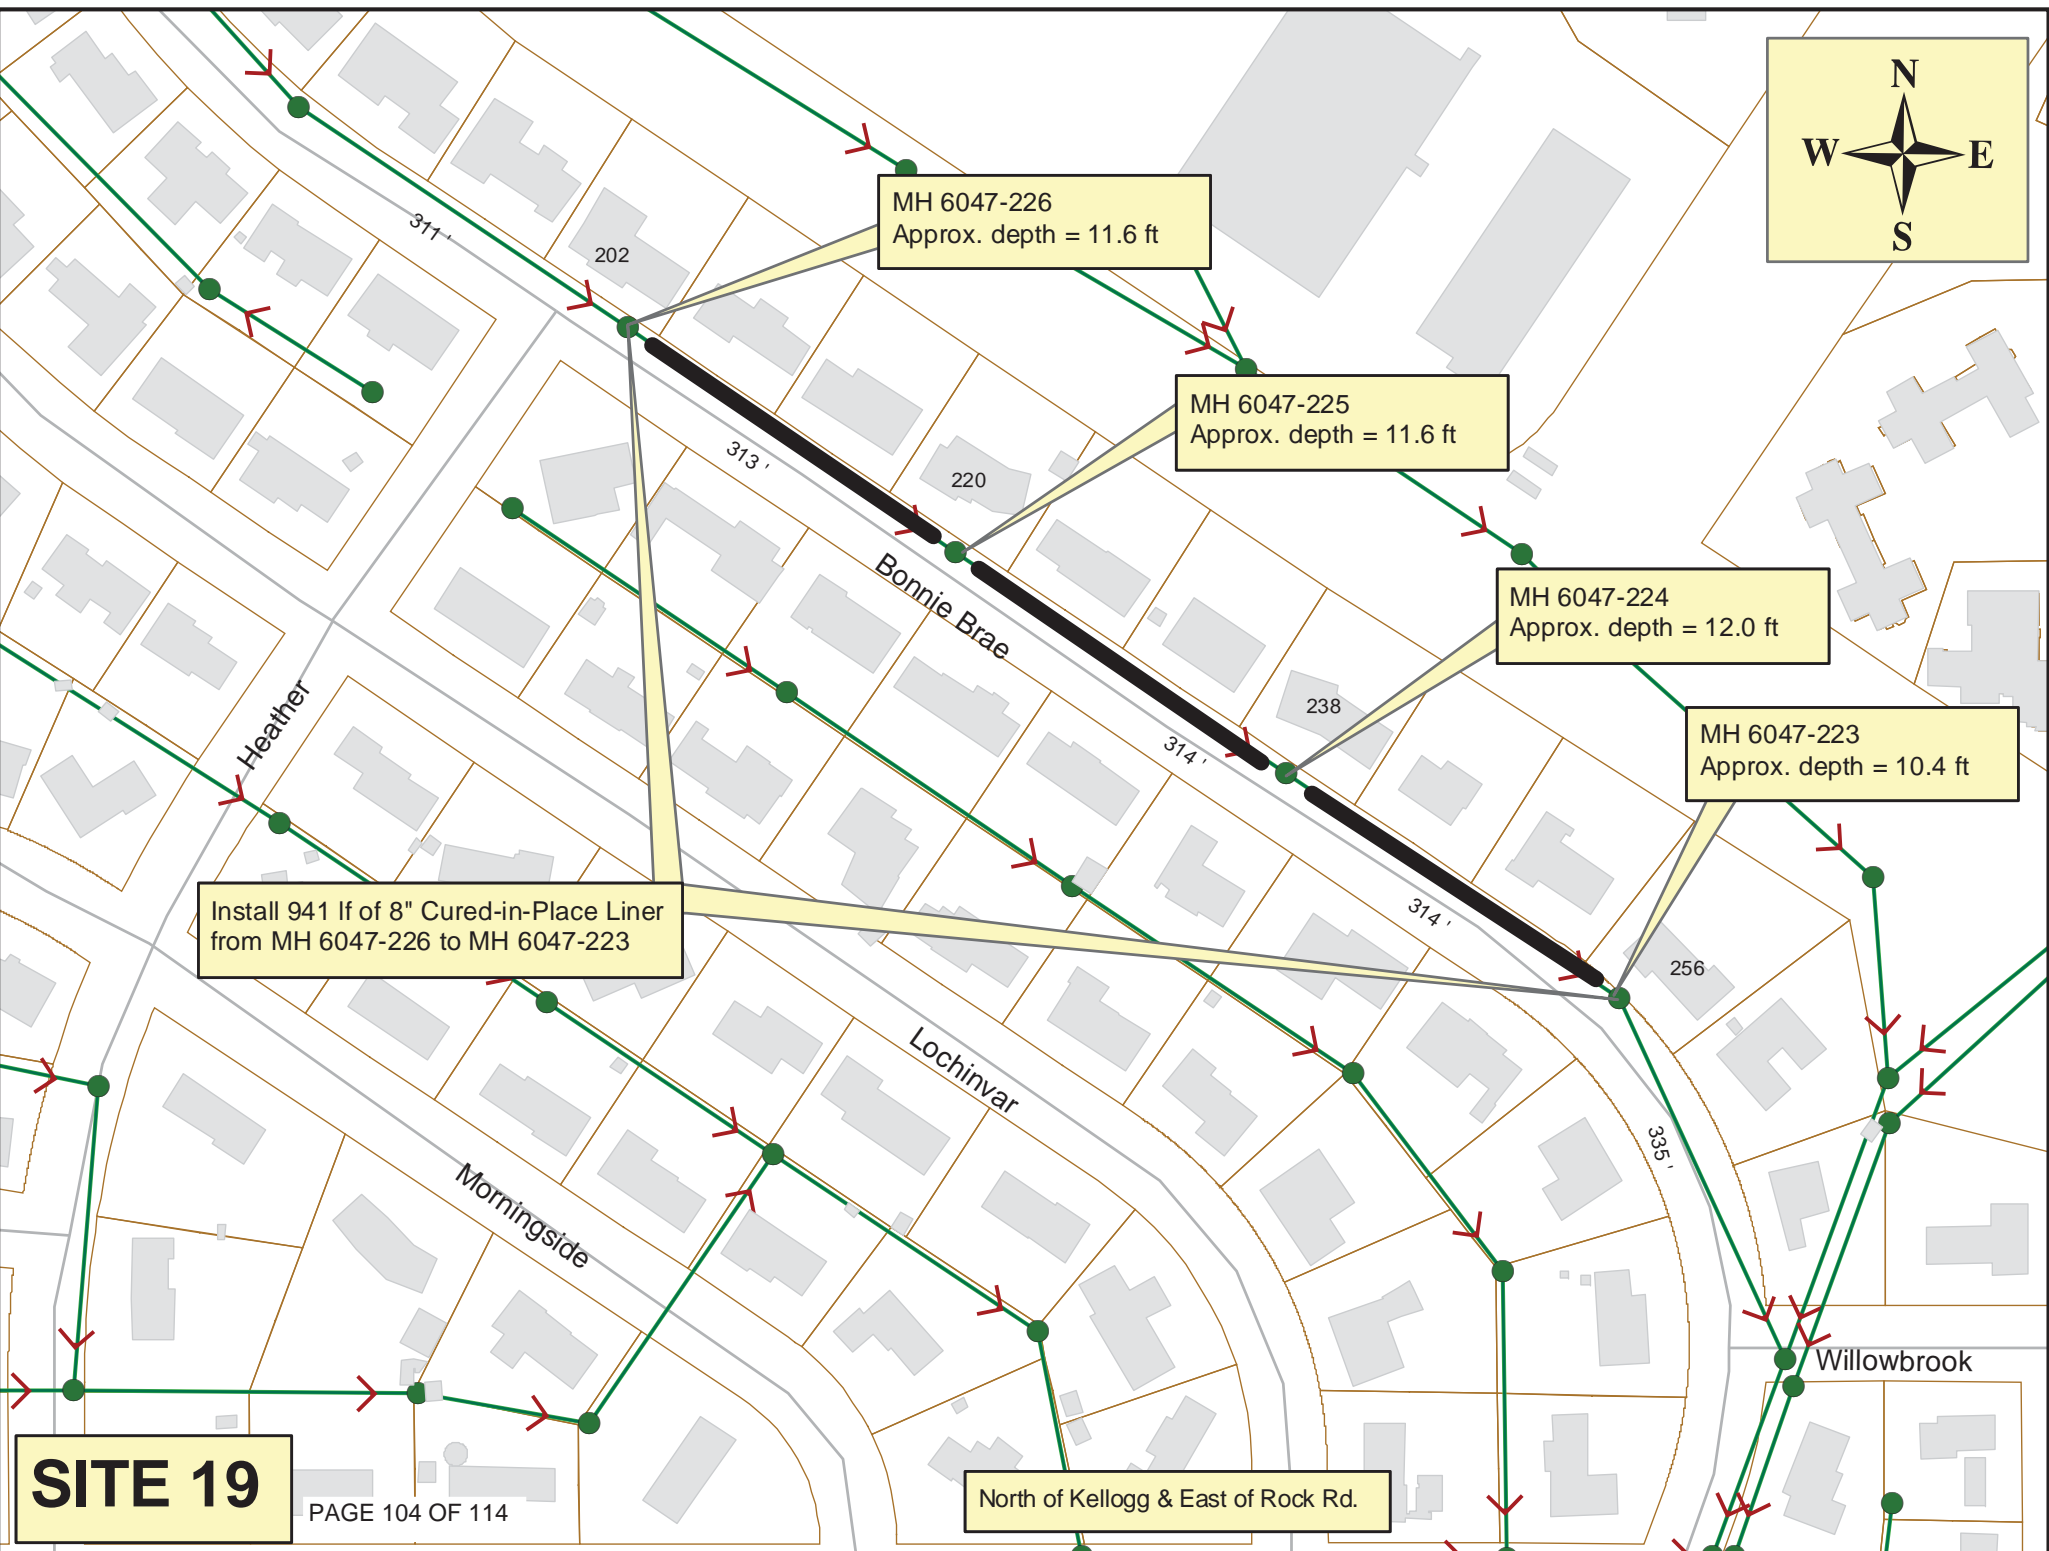 N
W E
S
MH 6047-226
Approx. depth = 11.6 ft
311 '
202
MH 6047-225
Approx. depth = 11.6 ft
313 '
220
Bonnie Brae
MH 6047-224
Approx. depth = 12.0 ft
238
314 '
MH 6047-223
Approx. depth = 10.4 ft
Heather
Install 941 lf of 8" Cured-in-Place Liner
from MH 6047-226 to MH 6047-223
314 '
256
Lochinvar
335 '
Morningside
Willowbrook
SITE 19
PAGE 104 OF 114
North of Kellogg & East of Rock Rd.